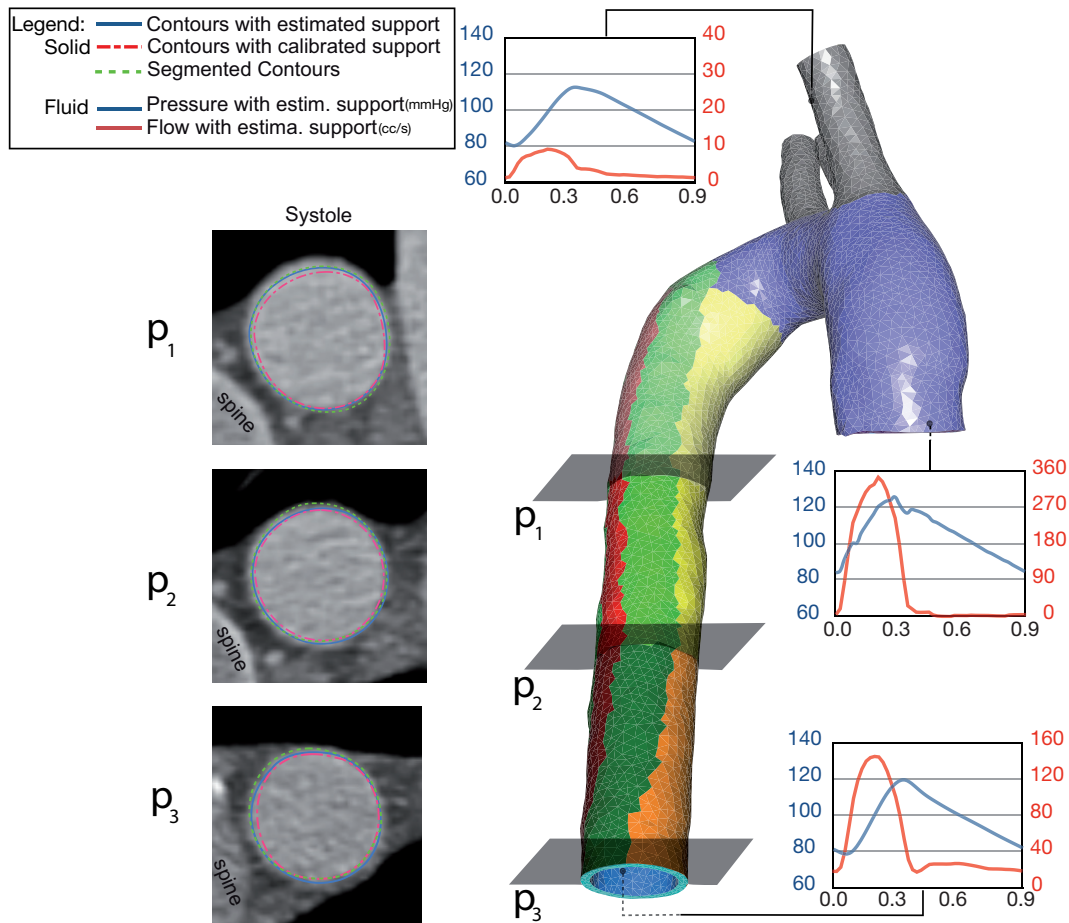 Legend:
Contours with estimated support
Solid
Contours with calibrated support
Segmented Contours
Fluid
Pressure with estim. support(mmHg)
Flow with estima. support(cc/s)
140
120
100
80
60
40
30
20
10
0
0.0 0.3 0.6 0.9
Systole
p1
spine
p2
spine
p3
spine
p1
p2
p3
140
120
100
80
60
360
270
180
90
0
0.0 0.3 0.6 0.9
140
120
100
80
60
160
120
80
40
0
0.0 0.3 0.6 0.9